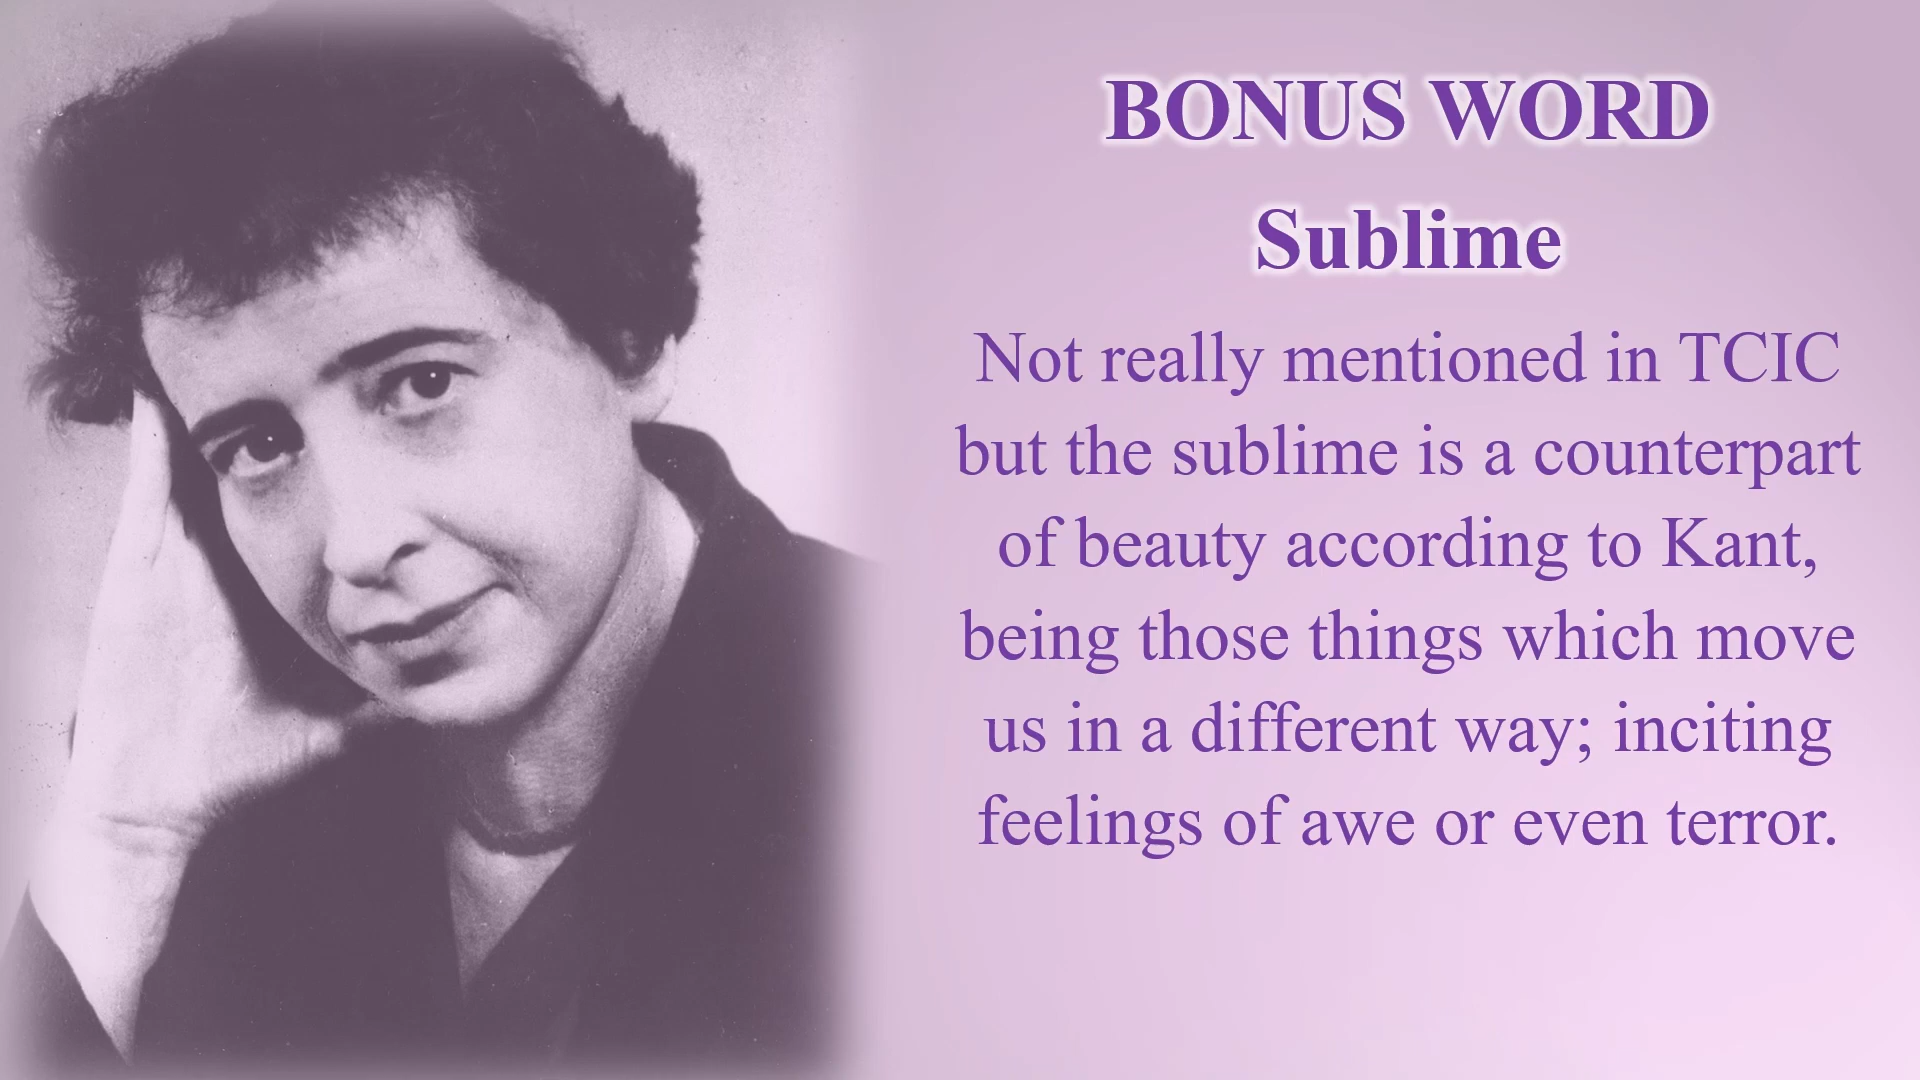 BONUS WORD
Sublime
Not really mentioned in TCIC
but the sublime is a counterpart
of beauty according to Kant,
being those things which move
us in a different way; inciting
feelings of awe or even terror.